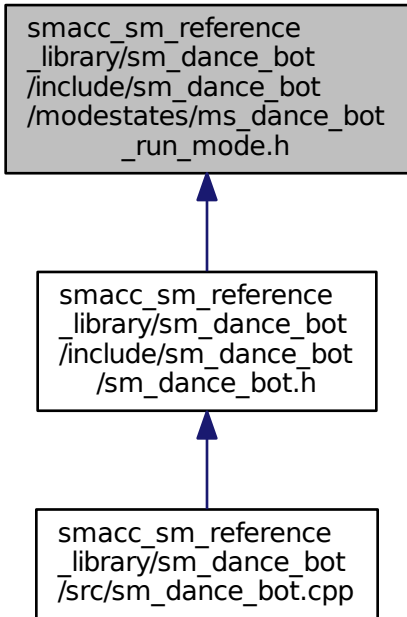 smacc_sm_reference
_library/sm_dance_bot
/include/sm_dance_bot
/modestates/ms_dance_bot
_run_mode.h
smacc_sm_reference
_library/sm_dance_bot
/include/sm_dance_bot
/sm_dance_bot.h
smacc_sm_reference
_library/sm_dance_bot
/src/sm_dance_bot.cpp